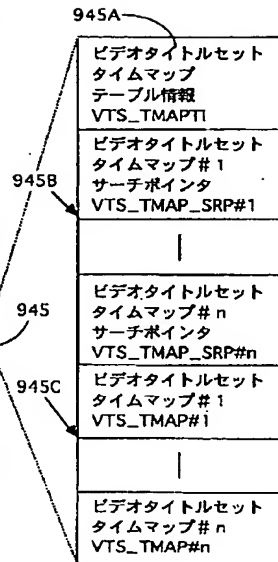 945A
ビデオタイトルセット
タイムマップ
テーブル情報
VTS_TMAPTI
ビデオタイトルセット
タイムマップ#1
サーチポインタ
VTS_TMAP_SRP#1
945B
ビデオタイトルセット
タイムマップ#n
サーチポインタ
VTS_TMAP_SRP#n
945
ビデオタイトルセット
タイムマップ#1
VTS_TMAP#1
945C
ビデオタイトルセット
タイムマップ#n
VTS_TMAP#n